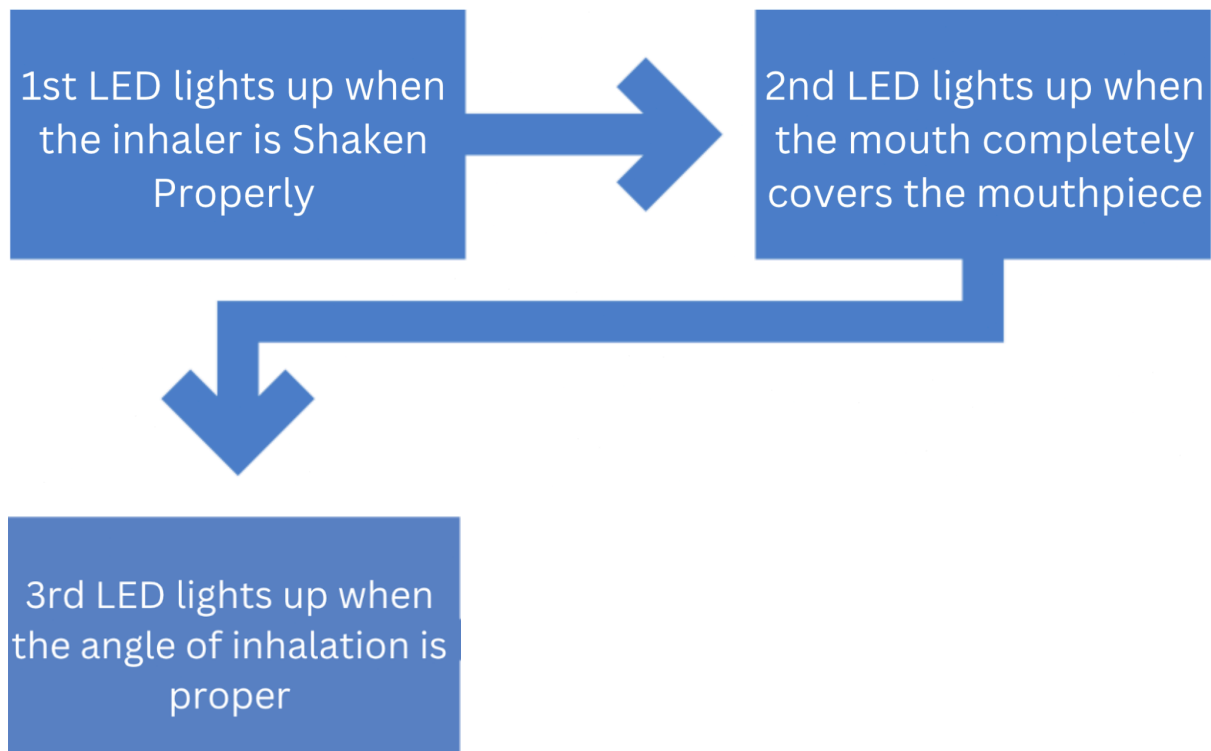 1st LED lights up when
the inhaler is Shaken
Properly
2nd LED lights up when
the mouth completely
covers the mouthpiece
3rd LED lights up when
the angle of inhalation is
proper